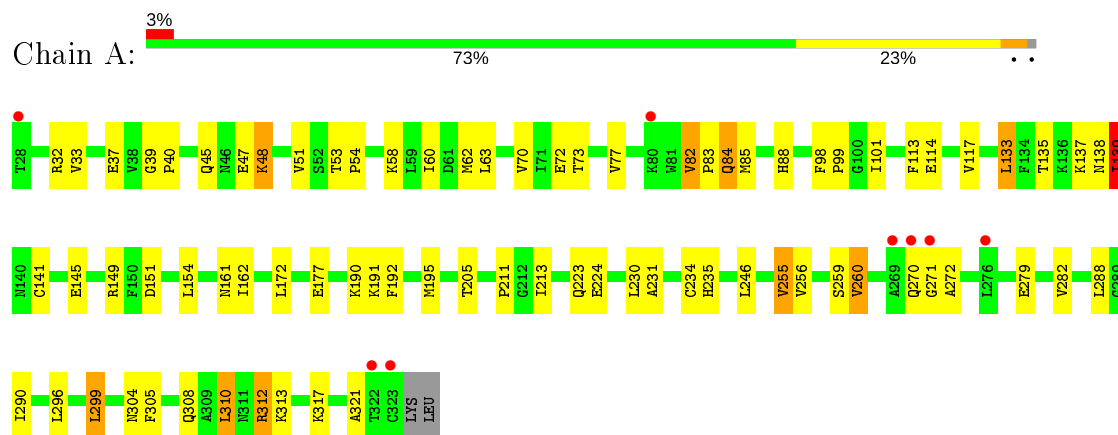 3%
Chain A:
73% 23% • •
T28 R32 V33 E37 V38 G39 P40 Q45 N46 E47 K48 V51 S52 T53 P54 K58 L59 I60 D61 M62 L63 V70 I71 E72 T73 V77 K80 W81 V82 P83 Q84 M85 H88 F98 P99 G100 I101 F113 E114 V117 L133 F134 T135 K136 K137 N138
N140 C141 E145 R149 F150 D151 L154 N161 I162 L172 E177 K190 K191 F192 M195 T205 P211 G212 I213 Q223 E224 L230 A231 C234 H235 L246 V255 V256 S259 V260 A269 Q270 G271 A272 L276 E279 V282 L288
I290 L296 L299 N304 F305 Q308 A309 L310 N311 R312 K313 K317 A321 T322 C323 LYS LEU